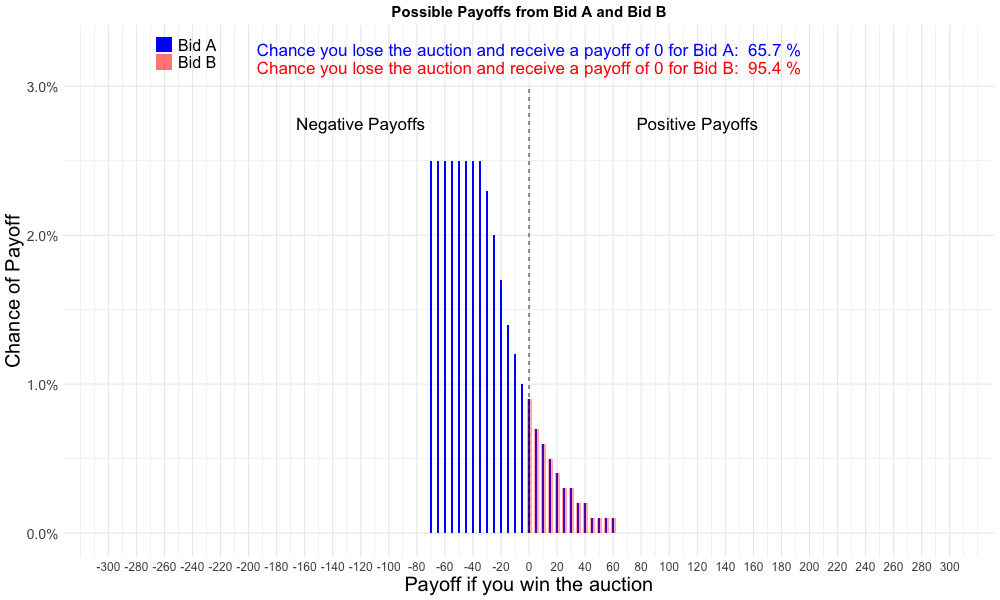 Possible Payoffs from Bid A and Bid B
Bid A
Bid B
Chance you lose the auction and receive a payoff of 0 for Bid A:  65.7 %
Chance you lose the auction and receive a payoff of 0 for Bid B:  95.4 %
Negative Payoffs
Positive Payoffs
Chance of Payoff
3.0%
2.0%
1.0%
0.0%
-300 -280 -260 -240 -220 -200 -180 -160 -140 -120 -100 -80 -60 -40 -20 0 20 40 60 80 100 120 140 160 180 200 220 240 260 280 300
Payoff if you win the auction